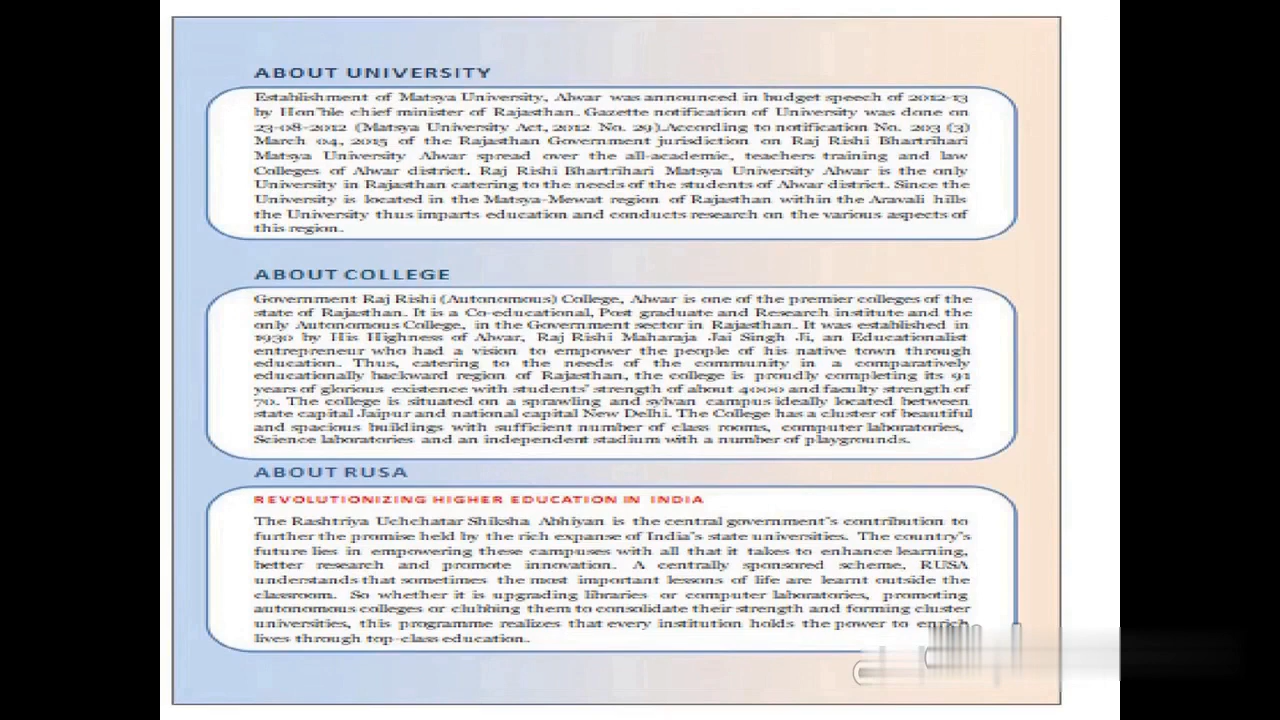 ABOUT UNIVERSITY
Establishment of Matsya University, Alwar was announced in budget speech of 2012-13
by Hon'ble chief minister of Rajasthan. Gazette notification of University was done on
23-08-2012 (Matsya University Act, 2012 No. 29).According to notification No. 203 (3)
March 04, 2015 of the Rajasthan Government jurisdiction on Raj Rishi Bhartrihari
Matsya University Alwar spread over the all-academic, teachers training and law
Colleges of Alwar district. Raj Rishi Bhartrihari Matsya University Alwar is the only
University in Rajasthan catering to the needs of the students of Alwar district. Since the
University is located in the Matsya-Mewat region of Rajasthan within the Aravali hills
the University thus imparts education and conducts research on the various aspects of
this region.
ABOUT COLLEGE
Government Raj Rishi (Autonomous) College, Alwar is one of the premier colleges of the
state of Rajasthan. It is a Co-educational, Post graduate and Research institute and the
only Autonomous College, in the Government sector in Rajasthan. It was established in
1930 by His Highness of Alwar, Raj Rishi Maharaja Jai Singh Ji, an Educationalist
entrepreneur who had a vision to empower the people of his native town through
education. Thus, catering to the needs of the community in a comparatively
educationally backward region of Rajasthan, the college is proudly completing its 91
years of glorious existence with students' strength of about 4000 and faculty strength of
70. The college is situated on a sprawling and sylvan campus ideally located between
state capital Jaipur and national capital New Delhi. The College has a cluster of beautiful
and spacious buildings with sufficient number of class rooms, computer laboratories,
Science laboratories and an independent stadium with a number of playgrounds.
ABOUT RUSA
REVOLUTIONIZING HIGHER EDUCATION IN INDIA
The Rashtriya Uchchatar Shiksha Abhiyan is the central government's contribution to
further the promise held by the rich expanse of India's state universities. The country's
future lies in empowering these campuses with all that it takes to enhance learning,
better research and promote innovation. A centrally sponsored scheme, RUSA
understands that sometimes the most important lessons of life are learnt outside the
classroom. So whether it is upgrading libraries or computer laboratories, promoting
autonomous colleges or clubbing them to consolidate their strength and forming cluster
universities, this programme realizes that every institution holds the power to enrich
lives through top-class education.